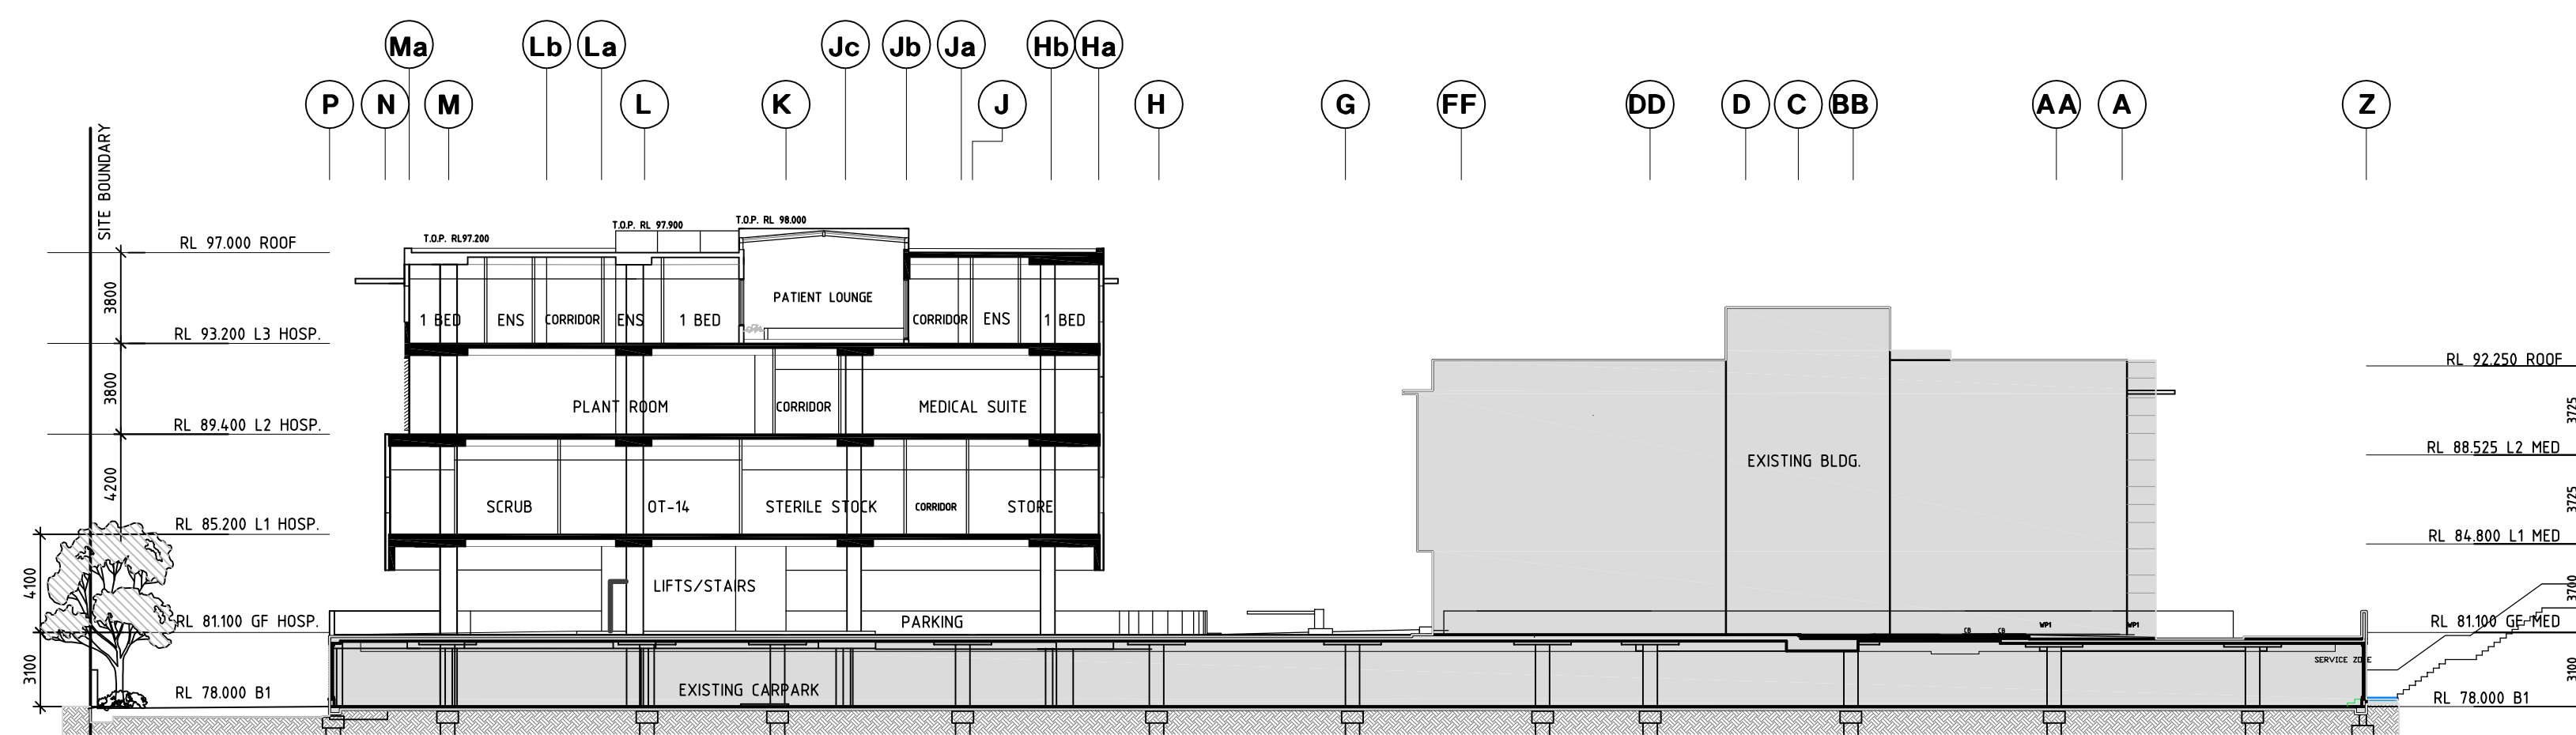 Ma Lb La Jc Jb Ja Hb Ha
P N M L K J H G FF DD D C BB AA A Z
SITE BOUNDARY
T.O.P. RL 98.000
T.O.P. RL 97.900
T.O.P. RL97.200
RL 97.000 ROOF
3800
PATIENT LOUNGE
1 BED
ENS
CORRIDOR
ENS
1 BED
CORRIDOR
ENS
1 BED
RL 93.200 L3 HOSP.
RL 92.250 ROOF
3800
PLANT ROOM
CORRIDOR
MEDICAL SUITE
3725
RL 89.400 L2 HOSP.
RL 88.525 L2 MED
EXISTING BLDG.
4200
SCRUB
OT-14
STERILE STOCK
CORRIDOR
STORE
3725
RL 85.200 L1 HOSP.
RL 84.800 L1 MED
4100
LIFTS/STAIRS
3700
RL 81.100 GF HOSP.
PARKING
CB
CB
WP1
WP1
RL 81.100 GF MED
SERVICE ZONE
3100
3100
RL 78.000 B1
EXISTING CARPARK
RL 78.000 B1